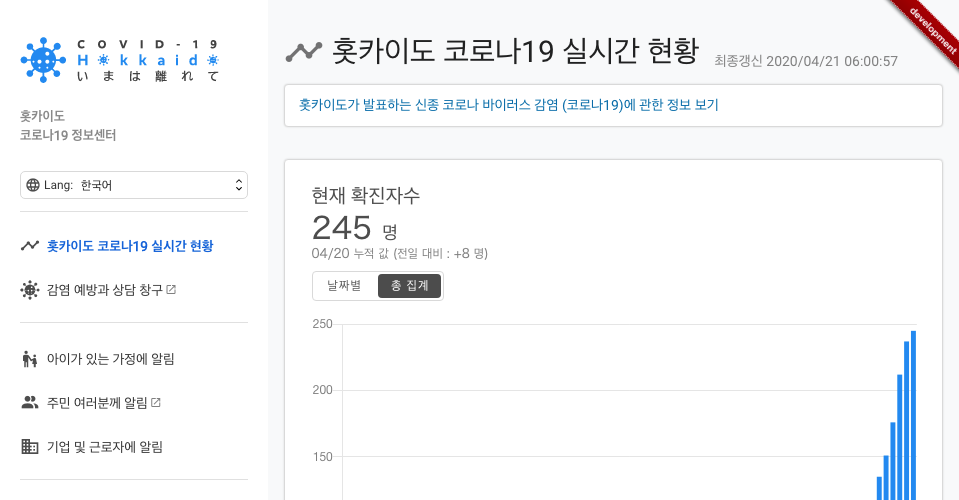 COVID-19
Hokkaido
いまは離れて
홋카이도
코로나19 정보센터
Lang: 한국어
홋카이도 코로나19 실시간 현황
감염 예방과 상담 창구
아이가 있는 가정에 알림
주민 여러분께 알림
기업 및 근로자에 알림
development
홋카이도 코로나19 실시간 현황 최종갱신 2020/04/21 06:00:57
홋카이도가 발표하는 신종 코로나 바이러스 감염 (코로나19)에 관한 정보 보기
현재 확진자수
245 명
04/20 누적 값 (전일 대비 : +8 명)
날짜별 총 집계
250
200
150